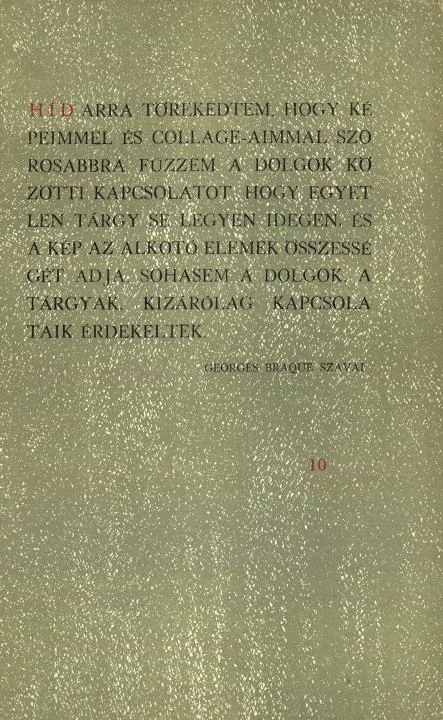 HÍD ARRA TÖREKEDTEM, HOGY KÉ
PEIMMEL ÉS COLLAGE-AIMMAL SZO
ROSABBRA FŰZZEM A DOLGOK KÖ
ZÖTTI KAPCSOLATOT, HOGY EGYET
LEN TÁRGY SE LEGYEN IDEGEN, ÉS
A KÉP AZ ALKOTÓ ELEMEK ÖSSZESSÉ
GÉT ADJA. SOHASEM A DOLGOK, A
TÁRGYAK, KIZÁRÓLAG KAPCSOLA
TAIK ÉRDEKELTEK.
GEORGES BRAQUE SZAVAI
10